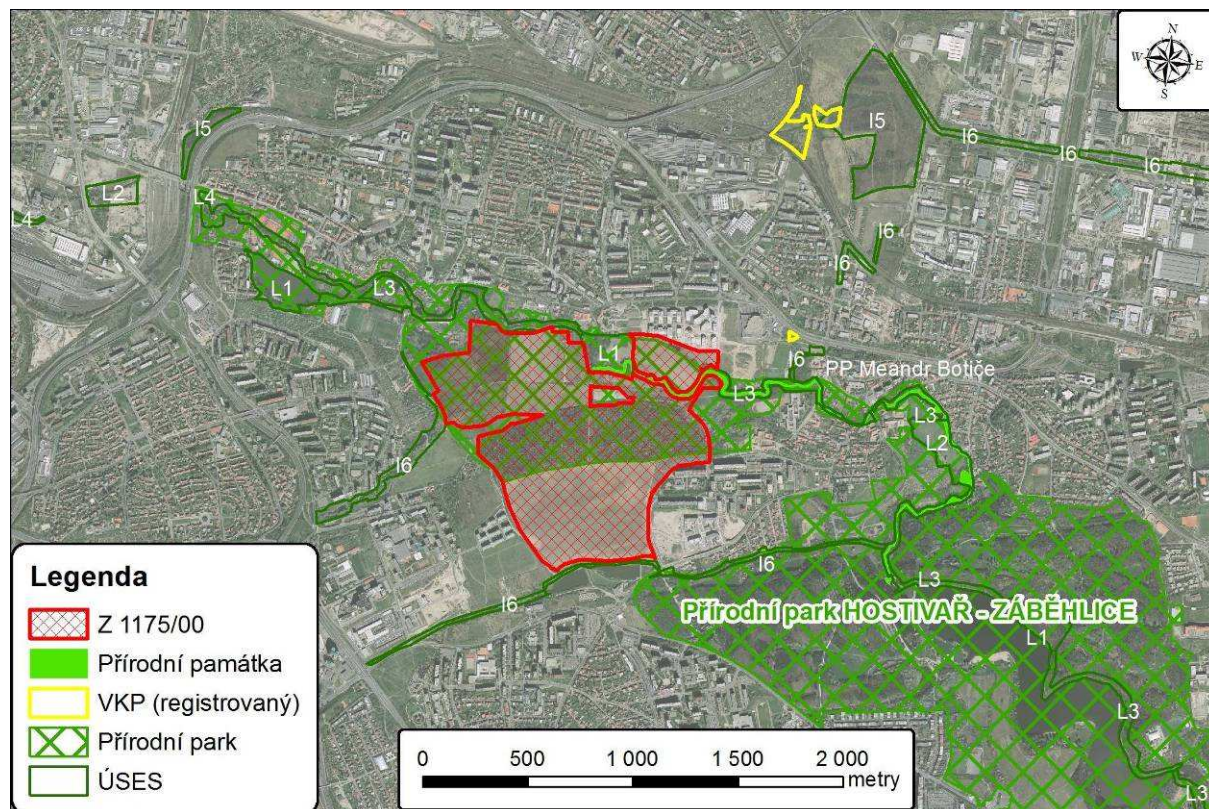 N
W E
S
I5
L2
L4
L4
I5
I6
I6
I6
L1
L3
I6
I6
L1
I6
PP Meandr Botiče
L3
L3
L2
I6
I6
I6
L3
Přírodní park HOSTIVAŘ - ZÁBĚHLICE
L1
L3
L3
Legenda
Z 1175/00
Přírodní památka
VKP (registrovaný)
Přírodní park
ÚSES
0 500 1 000 1 500 2 000
metry